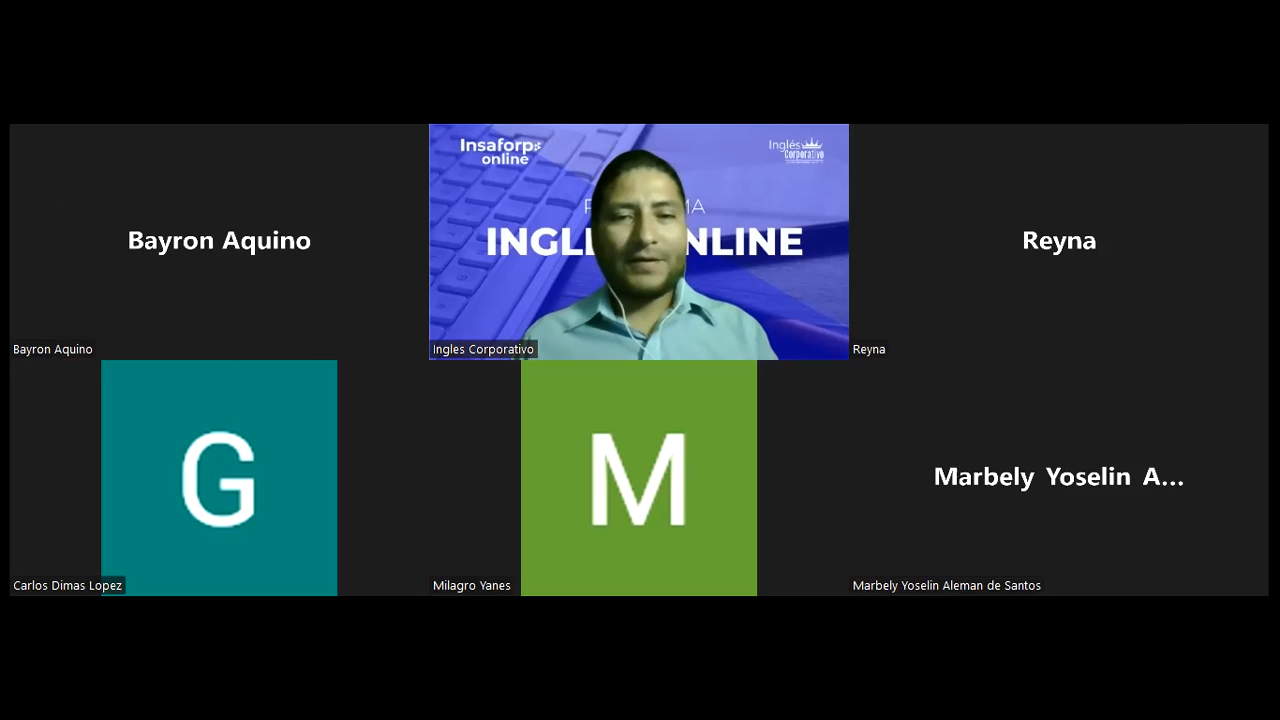 Bayron Aquino
Bayron Aquino
Insaforp
online
Inglés
Corporativo
INGL
NLINE
Ingles Corporativo
Reyna
Reyna
G
Carlos Dimas Lopez
M
Milagro Yanes
Marbely Yoselin A...
Marbely Yoselin Aleman de Santos